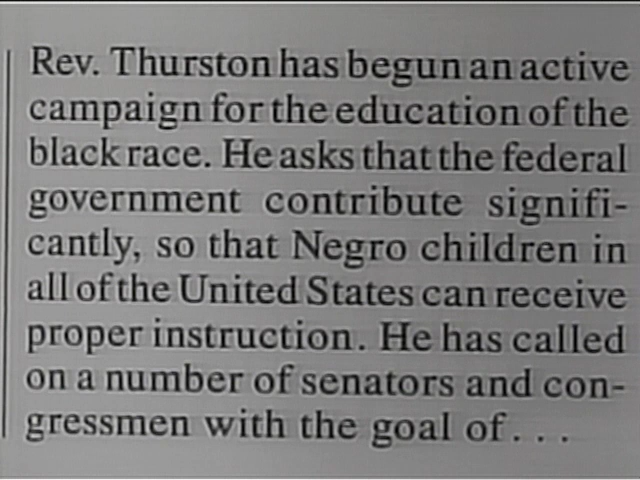 Rev. Thurston has begun an active
campaign for the education of the
black race. He asks that the federal
government contribute signifi-
cantly, so that Negro children in
all of the United States can receive
proper instruction. He has called
on a number of senators and con-
gressmen with the goal of . . .